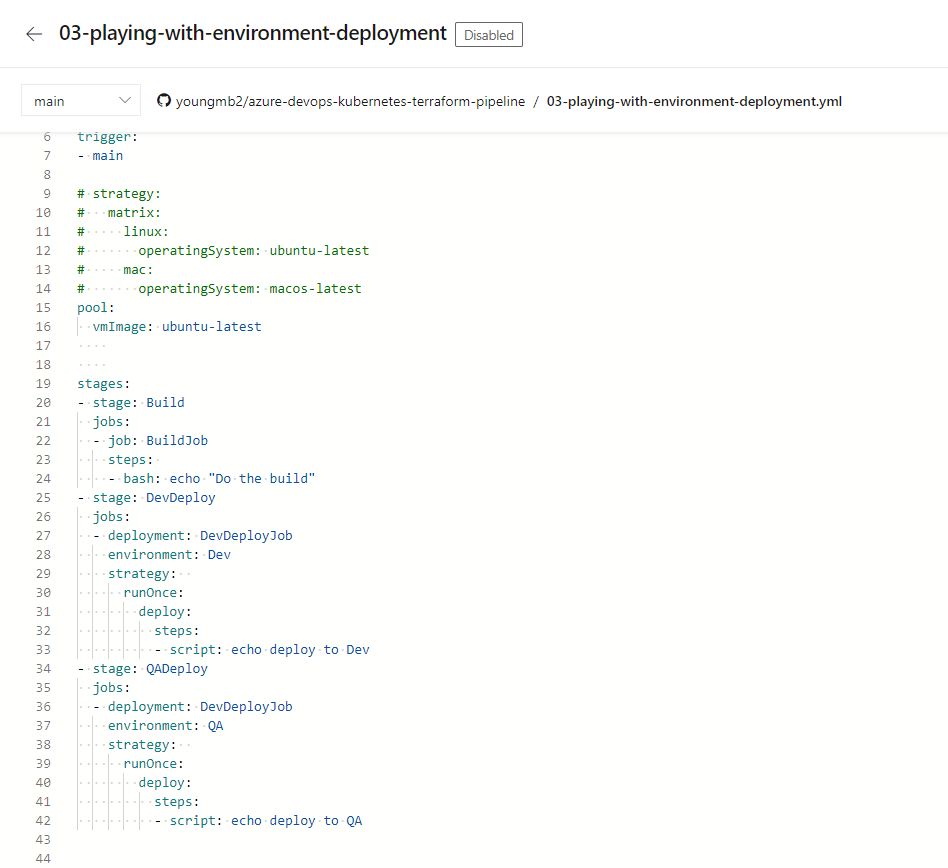 03-playing-with-environment-deployment Disabled
main youngmb2/azure-devops-kubernetes-terraform-pipeline / 03-playing-with-environment-deployment.yml
6 trigger:
7 - main
8
9 # strategy:
10 #   matrix:
11 #     linux:
12 #       operatingSystem: ubuntu-latest
13 #     mac:
14 #       operatingSystem: macos-latest
15 pool:
16   vmImage: ubuntu-latest
17
18
19 stages:
20 - stage: Build
21   jobs:
22   - job: BuildJob
23     steps:
24     - bash: echo "Do the build"
25 - stage: DevDeploy
26   jobs:
27   - deployment: DevDeployJob
28     environment: Dev
29     strategy:
30       runOnce:
31         deploy:
32           steps:
33           - script: echo deploy to Dev
34 - stage: QADeploy
35   jobs:
36   - deployment: DevDeployJob
37     environment: QA
38     strategy:
39       runOnce:
40         deploy:
41           steps:
42           - script: echo deploy to QA
43
44